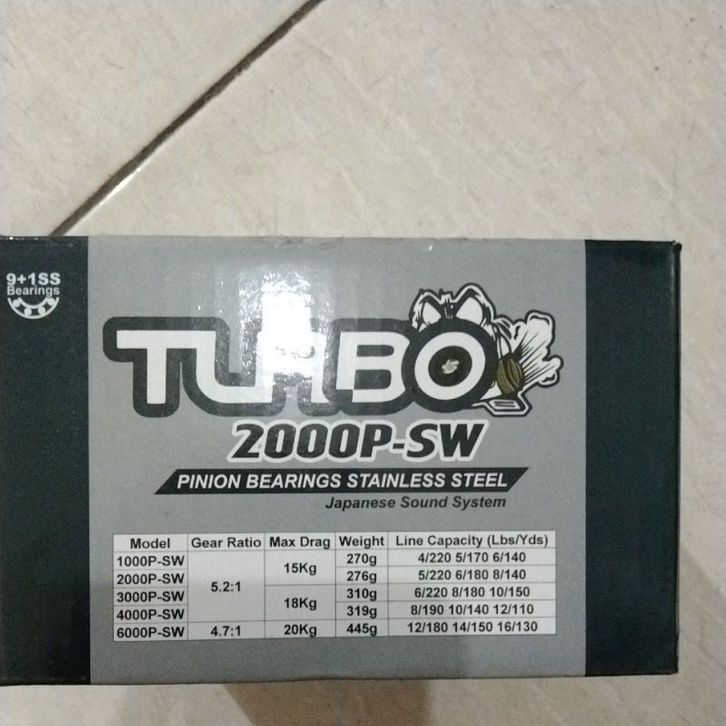 9+1SS
Bearings
TURBO
2000P-SW
PINION BEARINGS STAINLESS STEEL
Japanese Sound System
Model Gear Ratio Max Drag Weight Line Capacity (Lbs/Yds)
1000P-SW 5.2:1 15Kg 270g 4/220 5/170 6/140
2000P-SW 276g 5/220 6/180 8/140
3000P-SW 18Kg 310g 6/220 8/180 10/150
4000P-SW 319g 8/190 10/140 12/110
6000P-SW 4.7:1 20Kg 445g 12/180 14/150 16/130